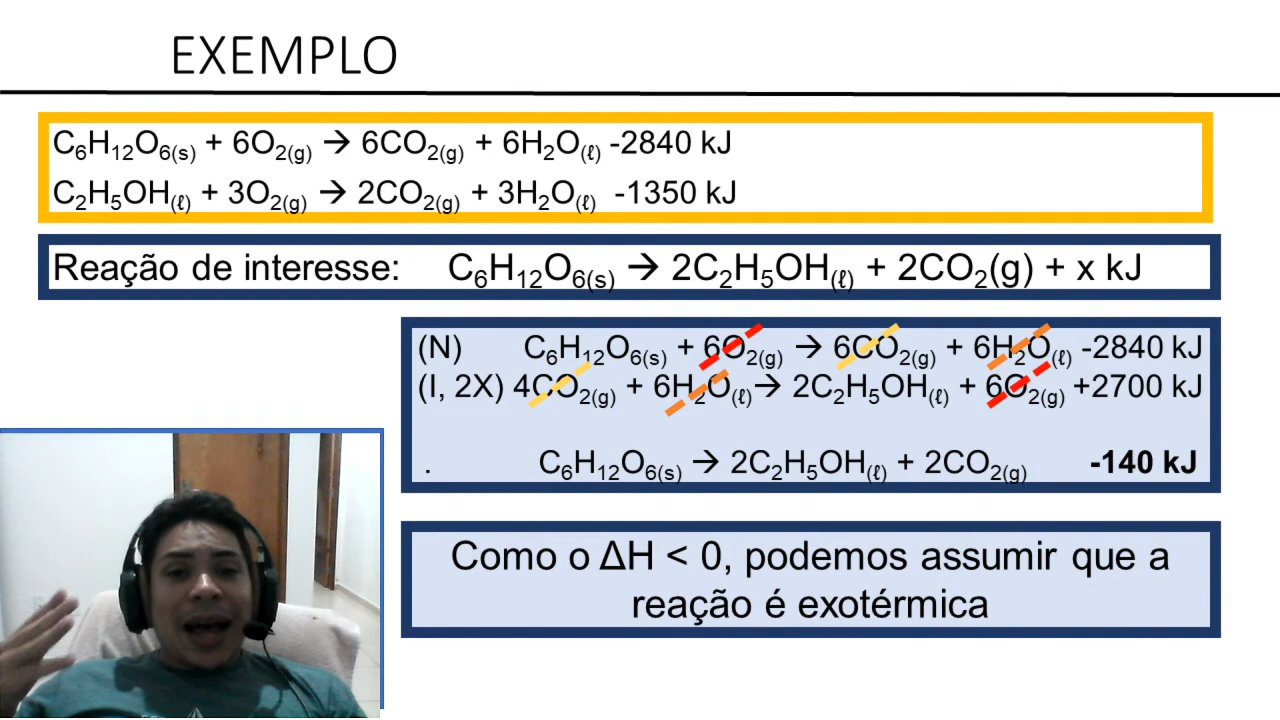 EXEMPLO
C₆H₁₂O₆₍ₛ₎ + 6O₂(g) → 6CO₂(g) + 6H₂O(ℓ) -2840 kJ
C₂H₅OH(ℓ) + 3O₂(g) → 2CO₂(g) + 3H₂O(ℓ) -1350 kJ
Reação de interesse: C₆H₁₂O₆₍ₛ₎ → 2C₂H₅OH(ℓ) + 2CO₂(g) + x kJ
(N) C₆H₁₂O₆₍ₛ₎ + 6O₂(g) → 6CO₂(g) + 6H₂O(ℓ) -2840 kJ
(I, 2X) 4CO₂(g) + 6H₂O(ℓ) → 2C₂H₅OH(ℓ) + 6O₂(g) +2700 kJ
. C₆H₁₂O₆₍ₛ₎ → 2C₂H₅OH(ℓ) + 2CO₂(g) -140 kJ
Como o ΔH < 0, podemos assumir que a
reação é exotérmica